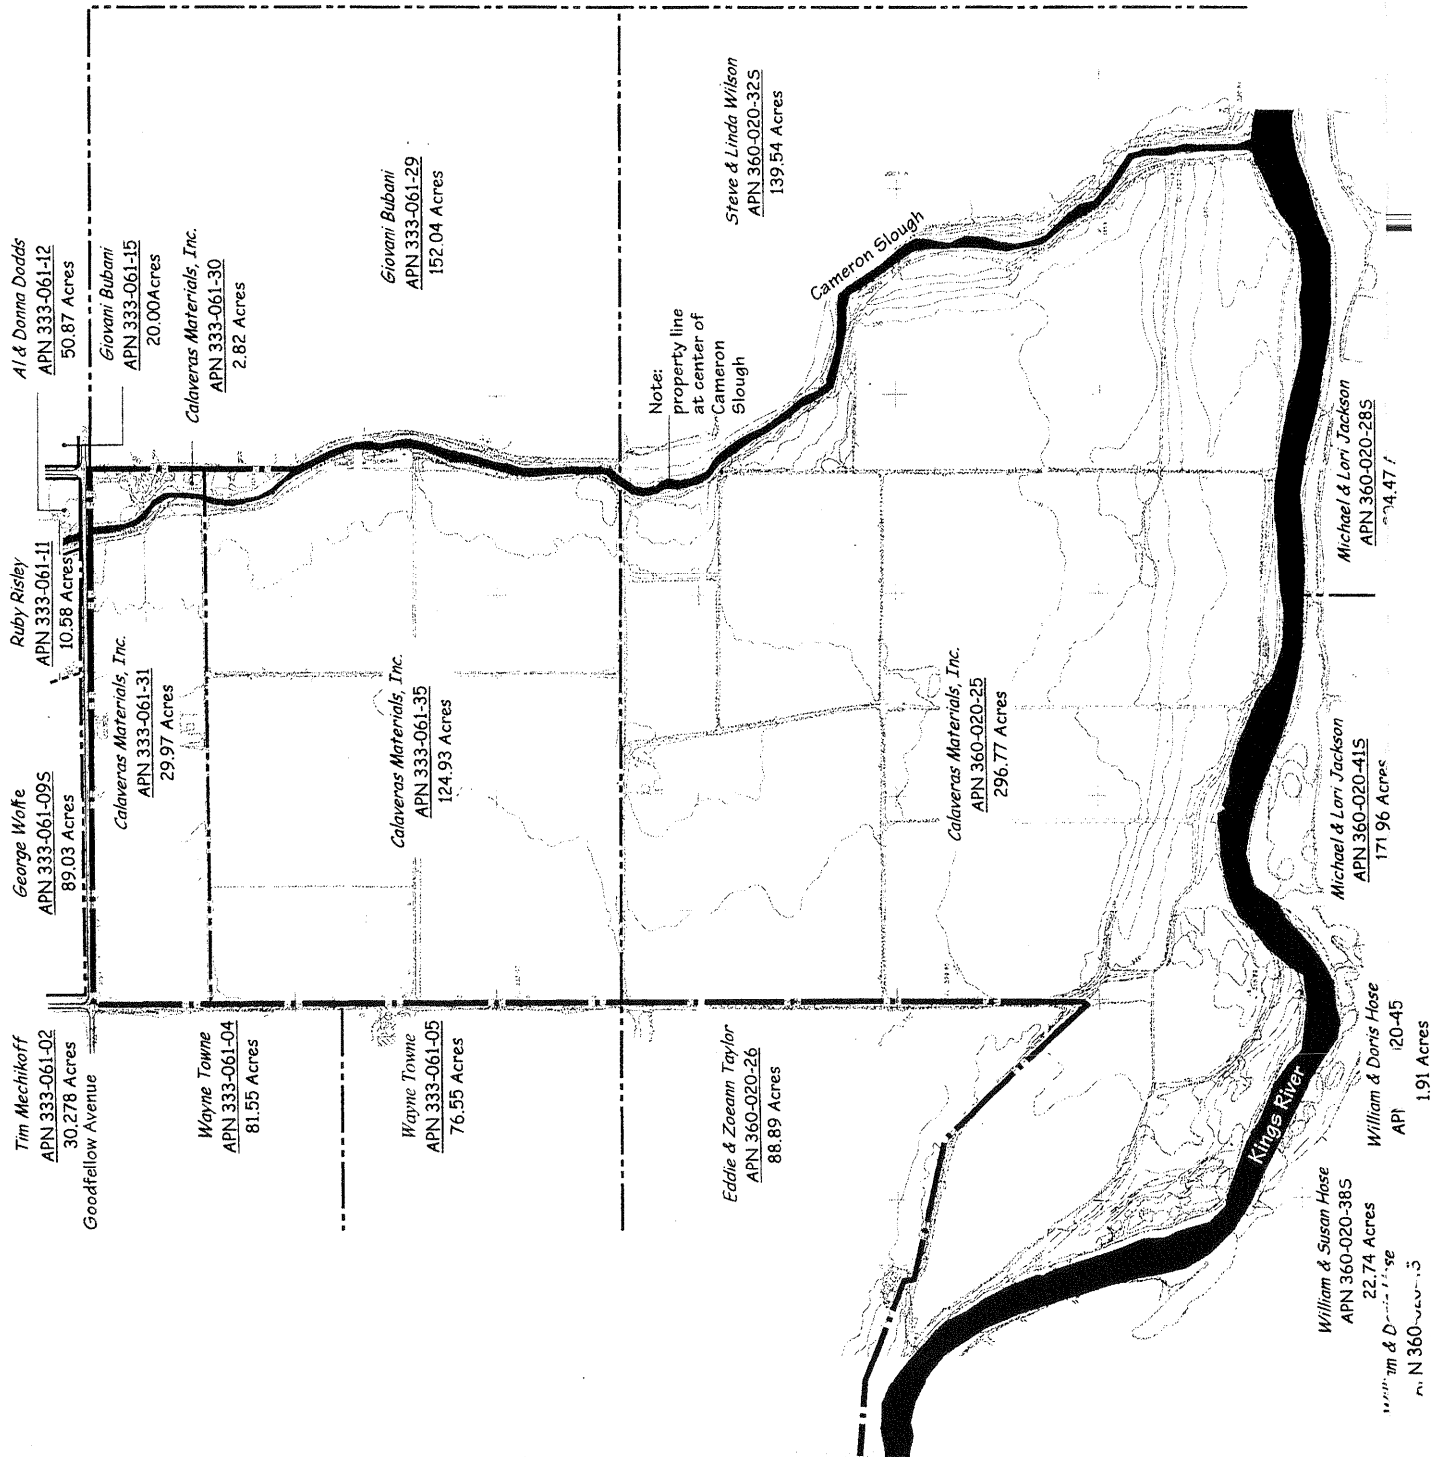 Al & Donna Dodds
APN 333-061-12
50.87 Acres
Giovani Bubani
APN 333-061-15
20.00 Acres
Calaveras Materials, Inc.
APN 333-061-30
2.82 Acres
Giovani Bubani
APN 333-061-29
152.04 Acres
Steve & Linda Wilson
APN 360-020-32S
139.54 Acres
Cameron Slough
Note:
property line
at center of
Cameron
Slough
Ruby Risley
APN 333-061-11
10.58 Acres
George Wolfe
APN 333-061-09S
89.03 Acres
Calaveras Materials, Inc.
APN 333-061-31
29.97 Acres
Calaveras Materials, Inc.
APN 333-061-35
124.93 Acres
Calaveras Materials, Inc.
APN 360-020-25
296.77 Acres
Michael & Lori Jackson
APN 360-020-28S
Michael & Lori Jackson
APN 360-020-41S
171.96 Acres
Tim Mechikoff
APN 333-061-02
30.278 Acres
Goodfellow Avenue
Wayne Towne
APN 333-061-04
81.55 Acres
Wayne Towne
APN 333-061-05
76.55 Acres
Eddie & Zoeann Taylor
APN 360-020-26
88.89 Acres
Kings River
William & Doris Hose
20-45
1.91 Acres
William & Susan Hose
APN 360-020-38S
22.74 Acres